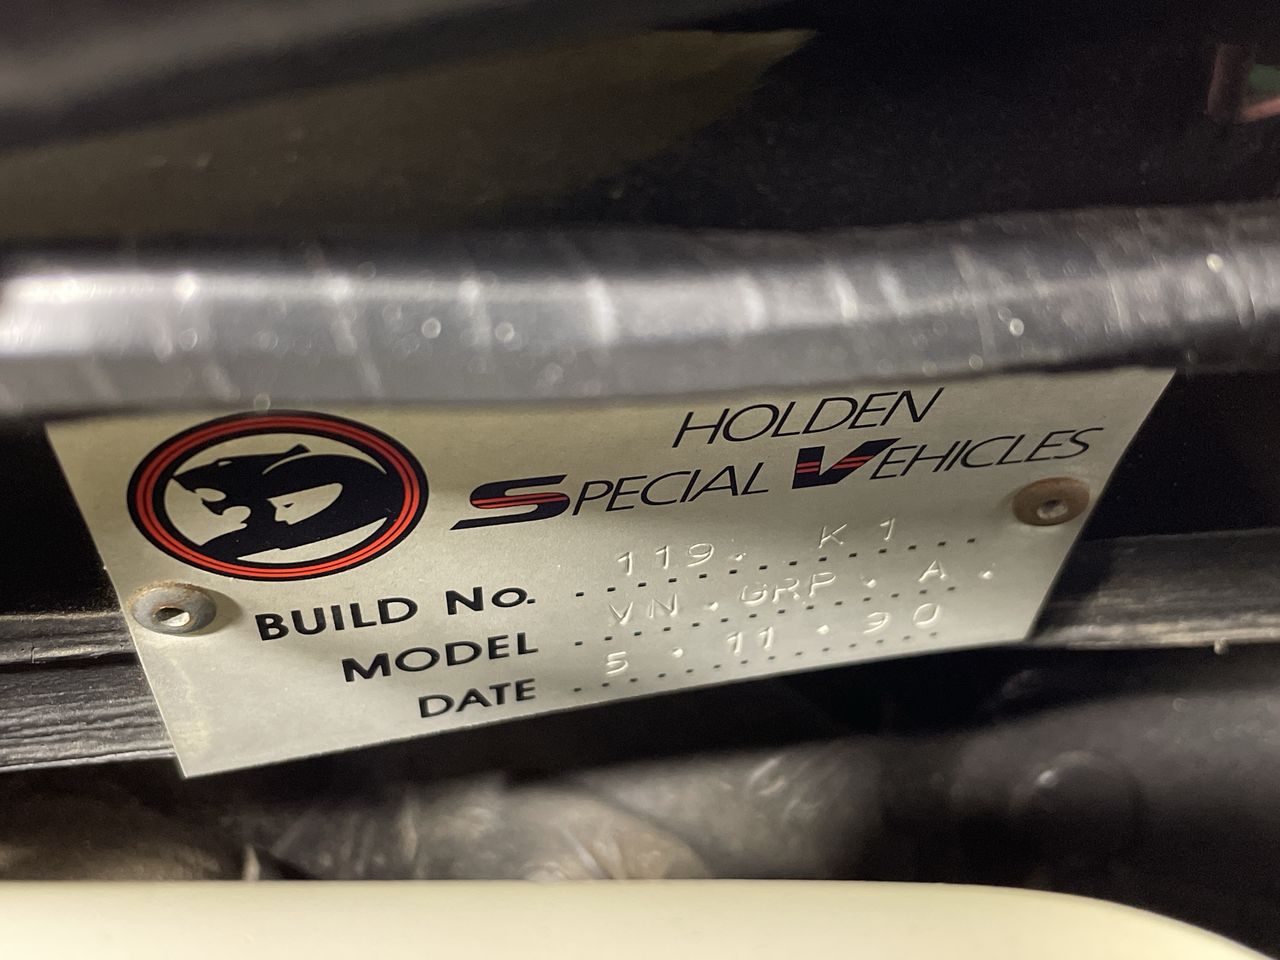 HOLDEN
SPECIAL VEHICLES
BUILD No. 119. K1
MODEL VN.GRP.A.
DATE 5.11.90